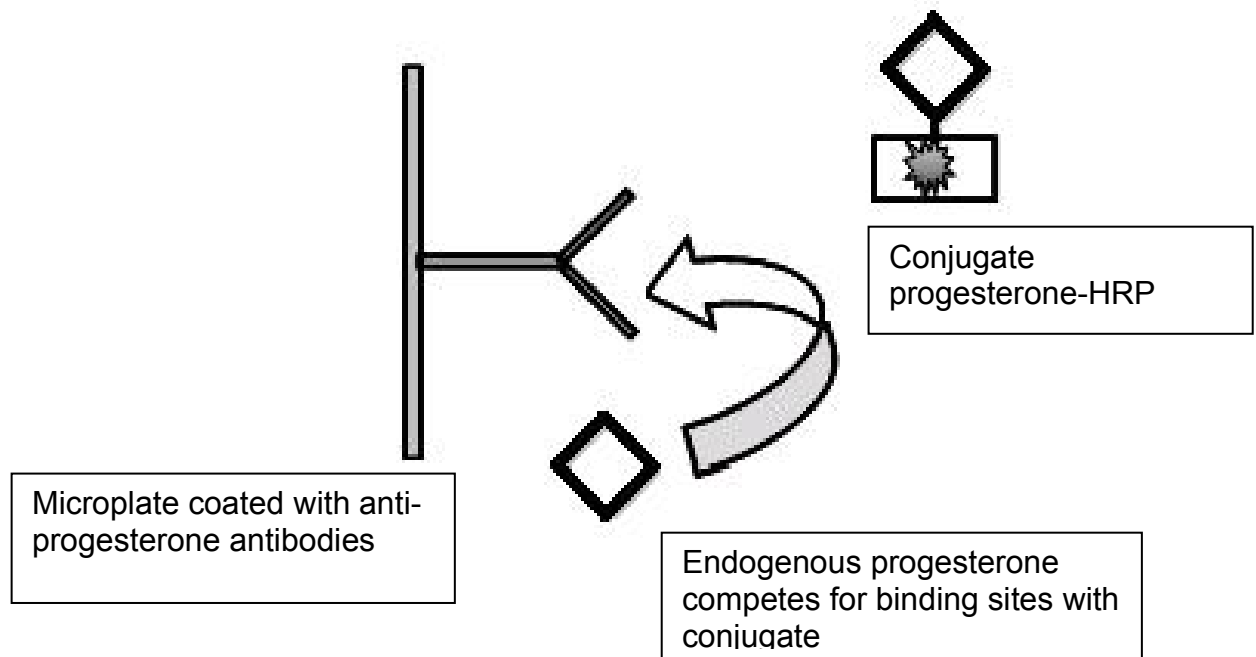 Conjugate
progesterone-HRP
Microplate coated with anti-
progesterone antibodies
Endogenous progesterone
competes for binding sites with
conjugate